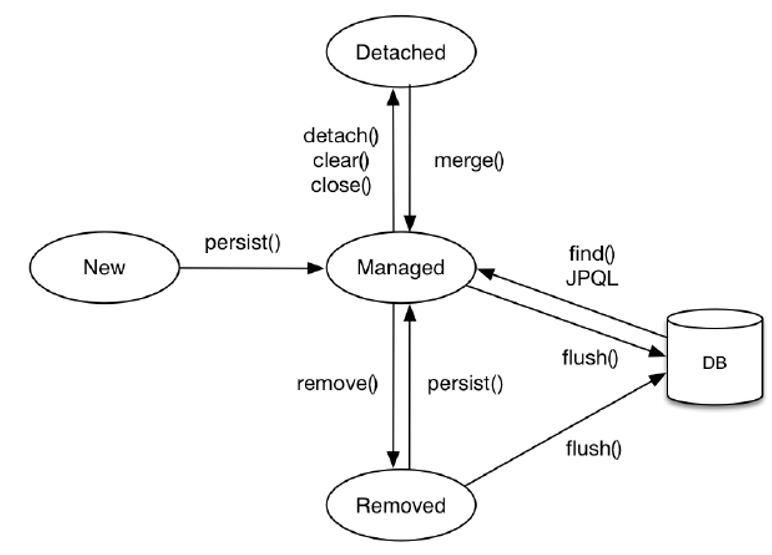 Detached
detach()
clear()
close()
merge()
persist()
New
Managed
find()
JPQL
flush()
DB
remove()
persist()
flush()
Removed